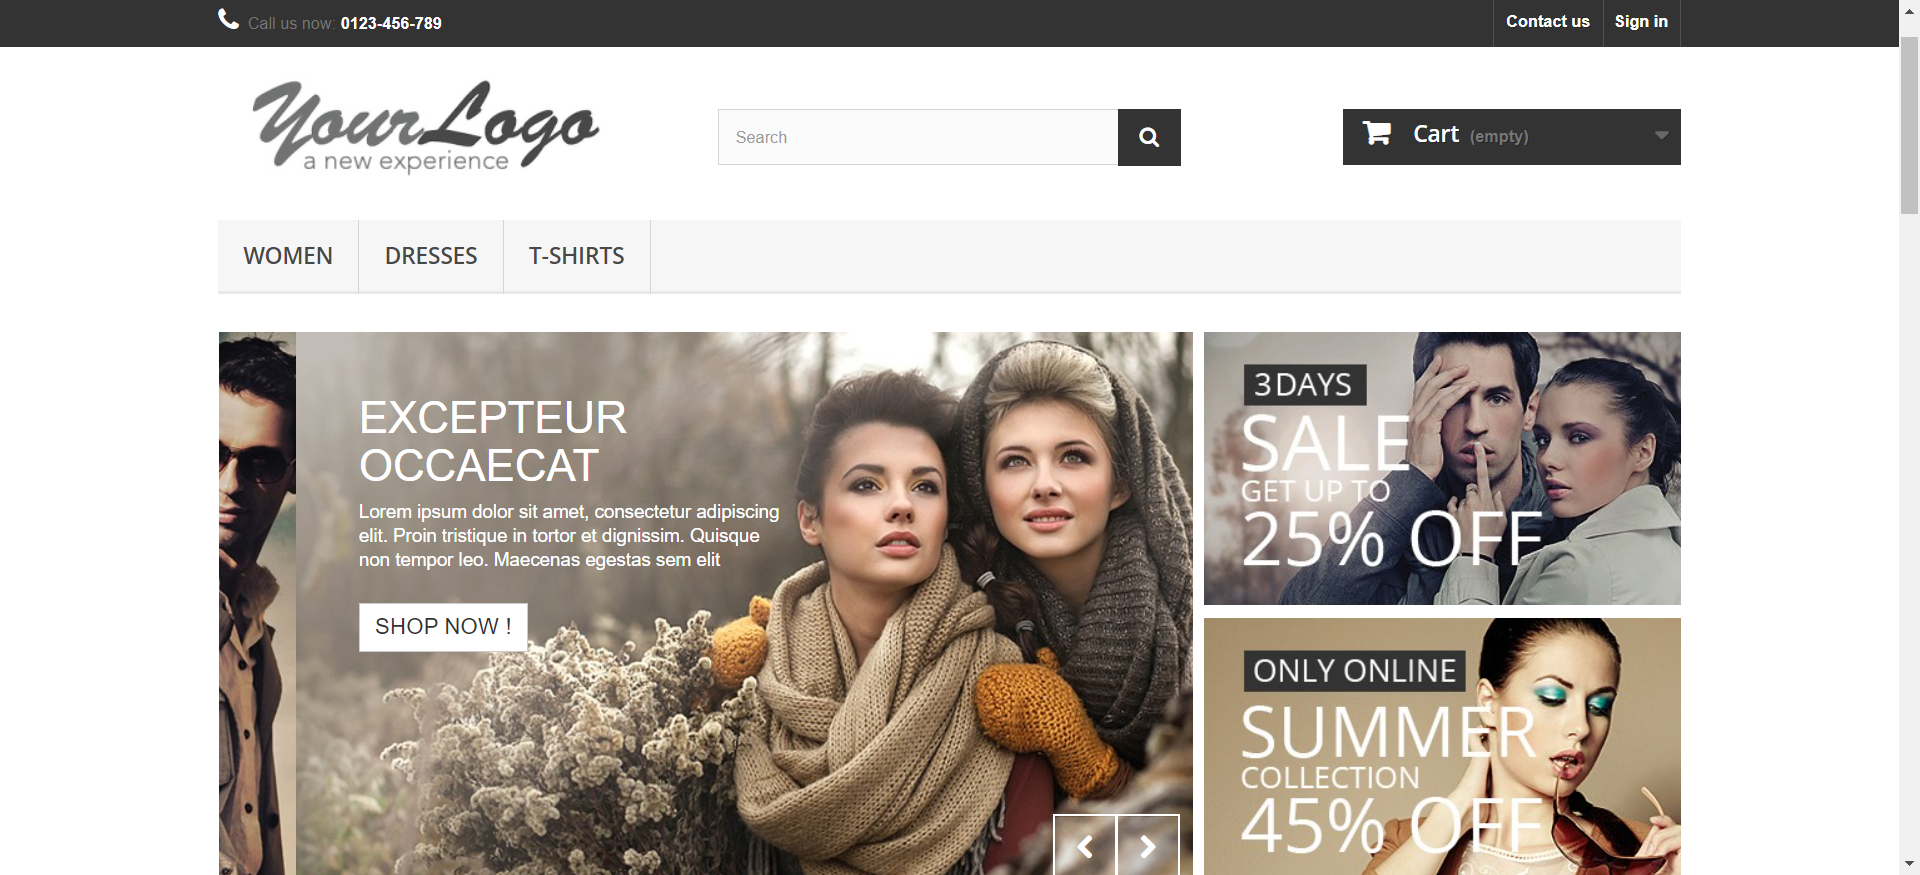 Call us now: 0123-456-789
Contact us
Sign in
YourLogo
a new experience
Search
Cart (empty)
WOMEN
DRESSES
T-SHIRTS
EXCEPTEUR
OCCAECAT
Lorem ipsum dolor sit amet, consectetur adipiscing
elit. Proin tristique in tortor et dignissim. Quisque
non tempor leo. Maecenas egestas sem elit
SHOP NOW !
3 DAYS
SALE
GET UP TO
25% OFF
ONLY ONLINE
SUMMER
COLLECTION
45% OFF